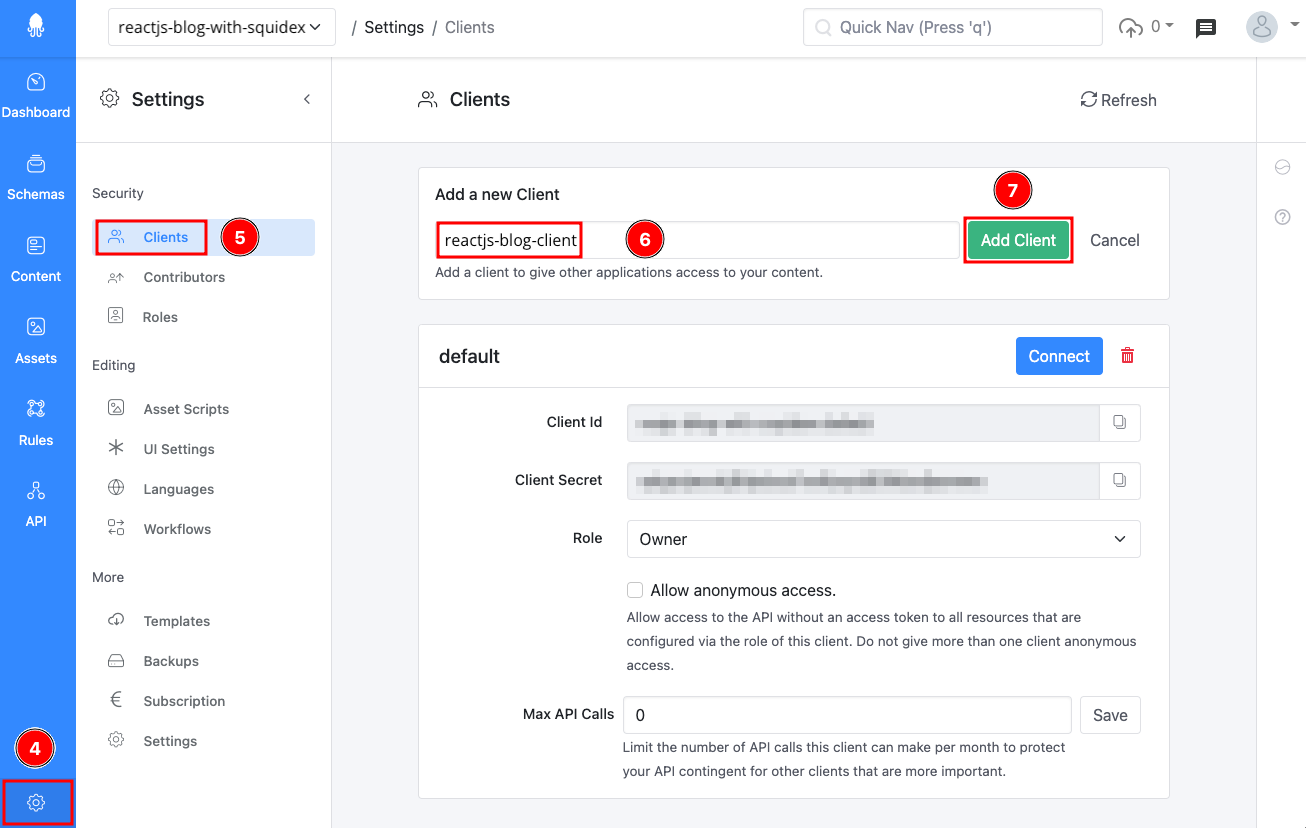 reactjs-blog-with-squidex
/ Settings / Clients
Quick Nav (Press 'q')
0
Dashboard
Schemas
Content
Assets
Rules
API
4
Settings
Security
Clients
5
Contributors
Roles
Editing
Asset Scripts
UI Settings
Languages
Workflows
More
Templates
Backups
Subscription
Settings
Clients
Refresh
Add a new Client
7
reactjs-blog-client
6
Add Client
Cancel
Add a client to give other applications access to your content.
default
Connect
Client Id
Client Secret
Role
Owner
Allow anonymous access.
Allow access to the API without an access token to all resources that are
configured via the role of this client. Do not give more than one client anonymous
access.
Max API Calls
0
Save
Limit the number of API calls this client can make per month to protect
your API contingent for other clients that are more important.